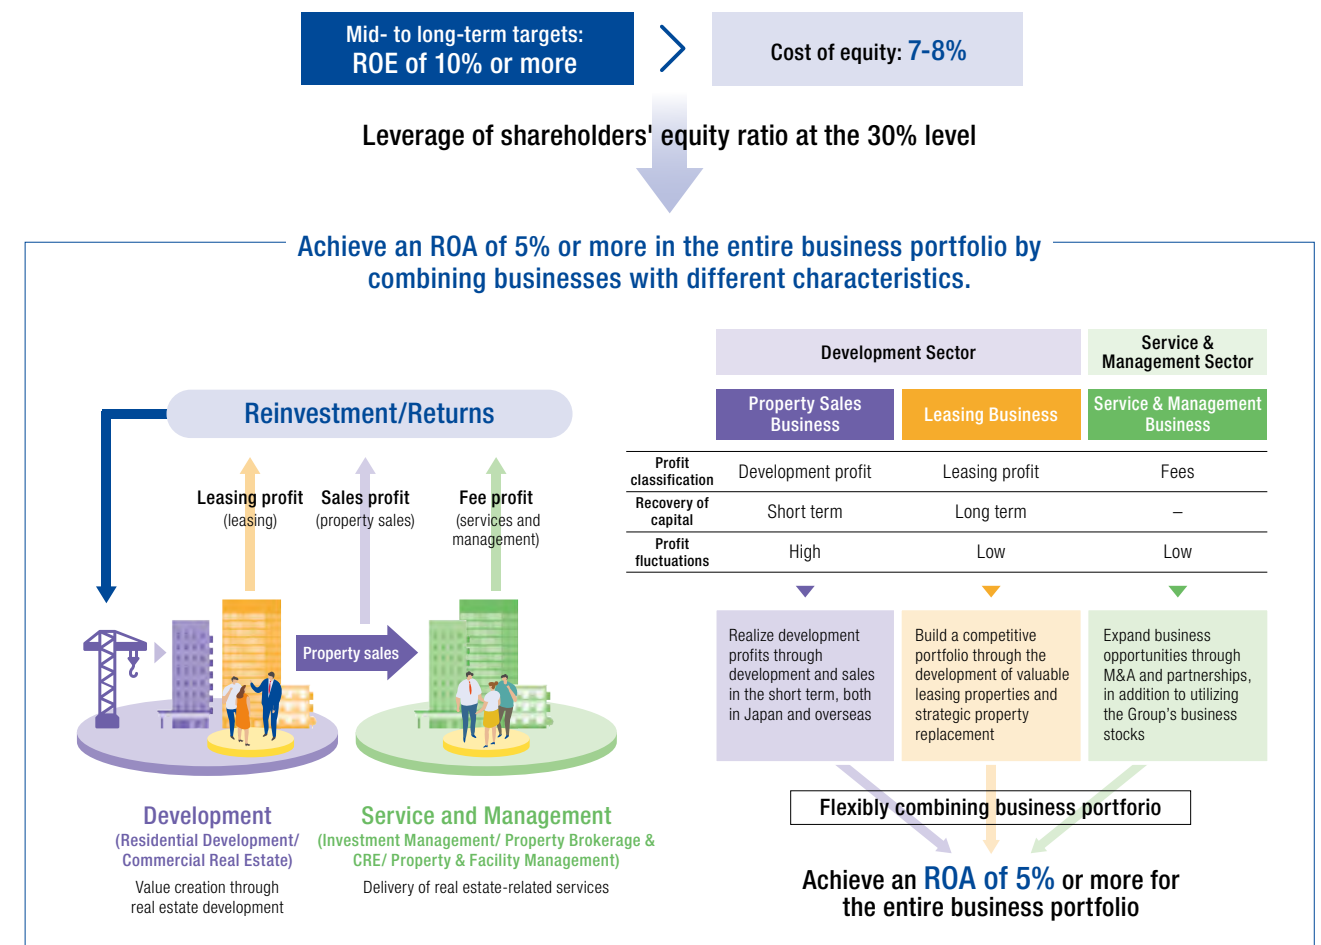 Mid- to long-term targets:
ROE of 10% or more
Cost of equity: 7-8%
Leverage of shareholders' equity ratio at the 30% level
Achieve an ROA of 5% or more in the entire business portfolio by
combining businesses with different characteristics.
Reinvestment/Returns
Leasing profit
(leasing)
Sales profit
(property sales)
Fee profit
(services and
management)
Property sales
Development
(Residential Development/
Commercial Real Estate)
Value creation through
real estate development
Service and Management
(Investment Management/ Property Brokerage &
CRE/ Property & Facility Management)
Delivery of real estate-related services
Development Sector
Service &
Management Sector
Property Sales
Business
Leasing Business
Service & Management
Business
Profit
classification
Development profit
Leasing profit
Fees
Recovery of
capital
Short term
Long term
–
Profit
fluctuations
High
Low
Low
Realize development
profits through
development and sales
in the short term, both
in Japan and overseas
Build a competitive
portfolio through the
development of valuable
leasing properties and
strategic property
replacement
Expand business
opportunities through
M&A and partnerships,
in addition to utilizing
the Group's business
stocks
Flexibly combining business portforio
Achieve an ROA of 5% or more for
the entire business portfolio